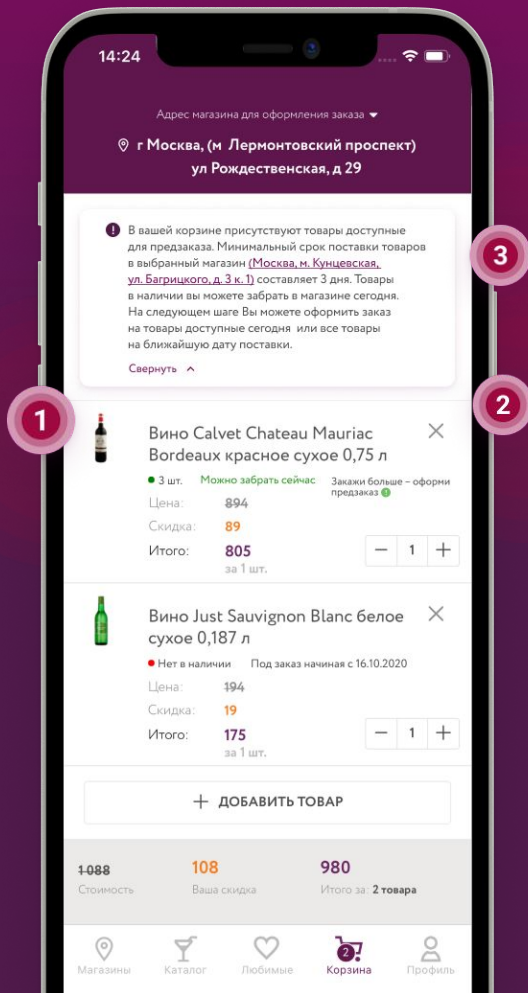 14:24
Адрес магазина для оформления заказа
г Москва, (м Лермонтовский проспект)
ул Рождественская, д 29
В вашей корзине присутствуют товары доступные
для предзаказа. Минимальный срок поставки товаров
в выбранный магазин (Москва, м. Кунцевская,
ул. Багрицкого, д. 3 к. 1) составляет 3 дня. Товары
в наличии вы можете забрать в магазине сегодня.
На следующем шаге Вы можете оформить заказ
на товары доступные сегодня или все товары
на ближайшую дату поставки.
Свернуть
3
1
2
Вино Calvet Chateau Mauriac
Bordeaux красное сухое 0,75 л
3 шт. Можно забрать сейчас Закажи больше – оформи
предзаказ
Цена: 894
Скидка: 89
Итого: 805
за 1 шт.
− 1 +
Вино Just Sauvignon Blanc белое
сухое 0,187 л
Нет в наличии Под заказ начиная с 16.10.2020
Цена: 194
Скидка: 19
Итого: 175
за 1 шт.
− 1 +
+ ДОБАВИТЬ ТОВАР
1 088 108 980
Стоимость Ваша скидка Итого за: 2 товара
2
Магазины Каталог Любимые Корзина Профиль